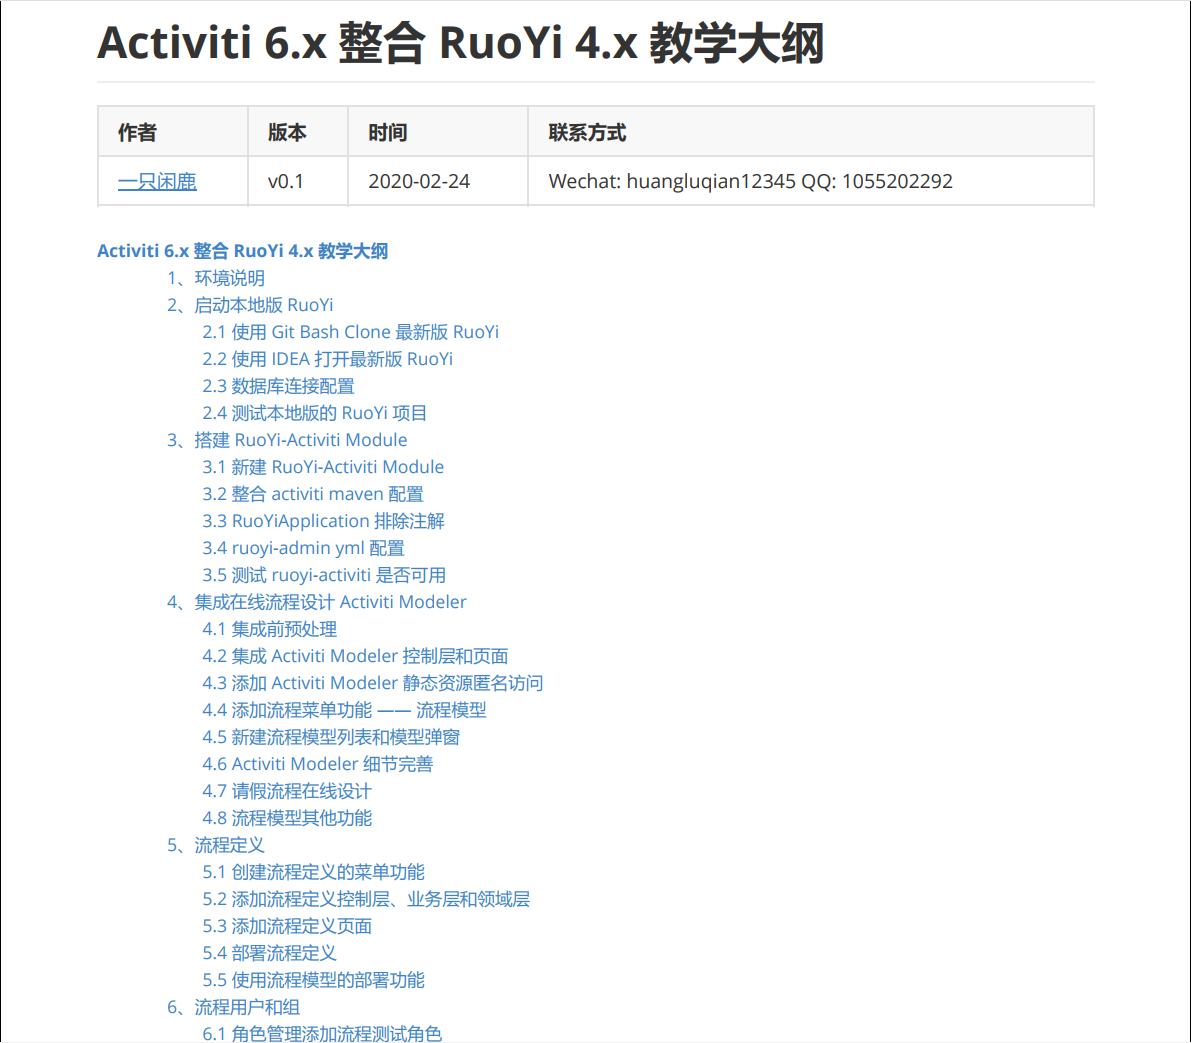 Activiti 6.x 整合 RuoYi 4.x 教学大纲
作者 版本 时间 联系方式
一只闲鹿 v0.1 2020-02-24 Wechat: huangluqian12345 QQ: 1055202292
Activiti 6.x 整合 RuoYi 4.x 教学大纲
1、环境说明
2、启动本地版 RuoYi
2.1 使用 Git Bash Clone 最新版 RuoYi
2.2 使用 IDEA 打开最新版 RuoYi
2.3 数据库连接配置
2.4 测试本地版的 RuoYi 项目
3、搭建 RuoYi-Activiti Module
3.1 新建 RuoYi-Activiti Module
3.2 整合 activiti maven 配置
3.3 RuoYiApplication 排除注解
3.4 ruoyi-admin yml 配置
3.5 测试 ruoyi-activiti 是否可用
4、集成在线流程设计 Activiti Modeler
4.1 集成前预处理
4.2 集成 Activiti Modeler 控制层和页面
4.3 添加 Activiti Modeler 静态资源匿名访问
4.4 添加流程菜单功能 —— 流程模型
4.5 新建流程模型列表和模型弹窗
4.6 Activiti Modeler 细节完善
4.7 请假流程在线设计
4.8 流程模型其他功能
5、流程定义
5.1 创建流程定义的菜单功能
5.2 添加流程定义控制层、业务层和领域层
5.3 添加流程定义页面
5.4 部署流程定义
5.5 使用流程模型的部署功能
6、流程用户和组
6.1 角色管理添加流程测试角色